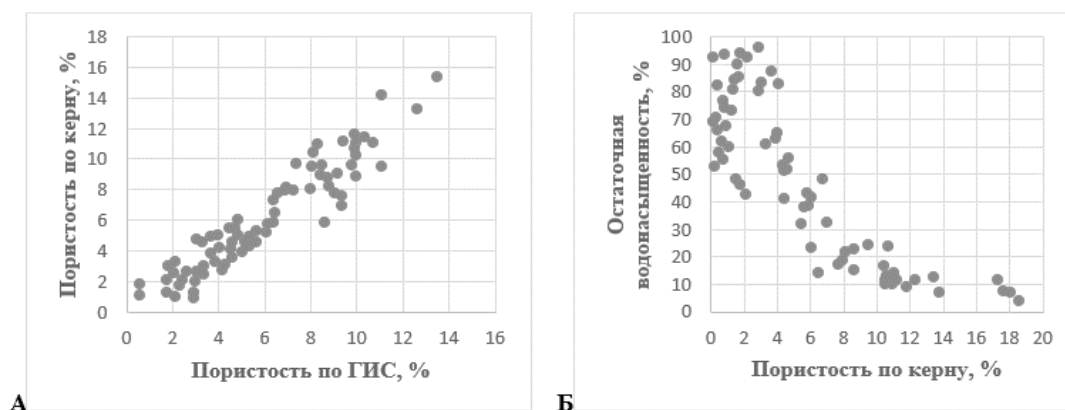 18
16
14
12
10
8
6
4
2
0
Пористость по керну, %
0 2 4 6 8 10 12 14 16
Пористость по ГИС, %
А
100
90
80
70
60
50
40
30
20
10
0
Остаточная
водонасыщенность, %
0 2 4 6 8 10 12 14 16 18 20
Пористость по керну, %
Б